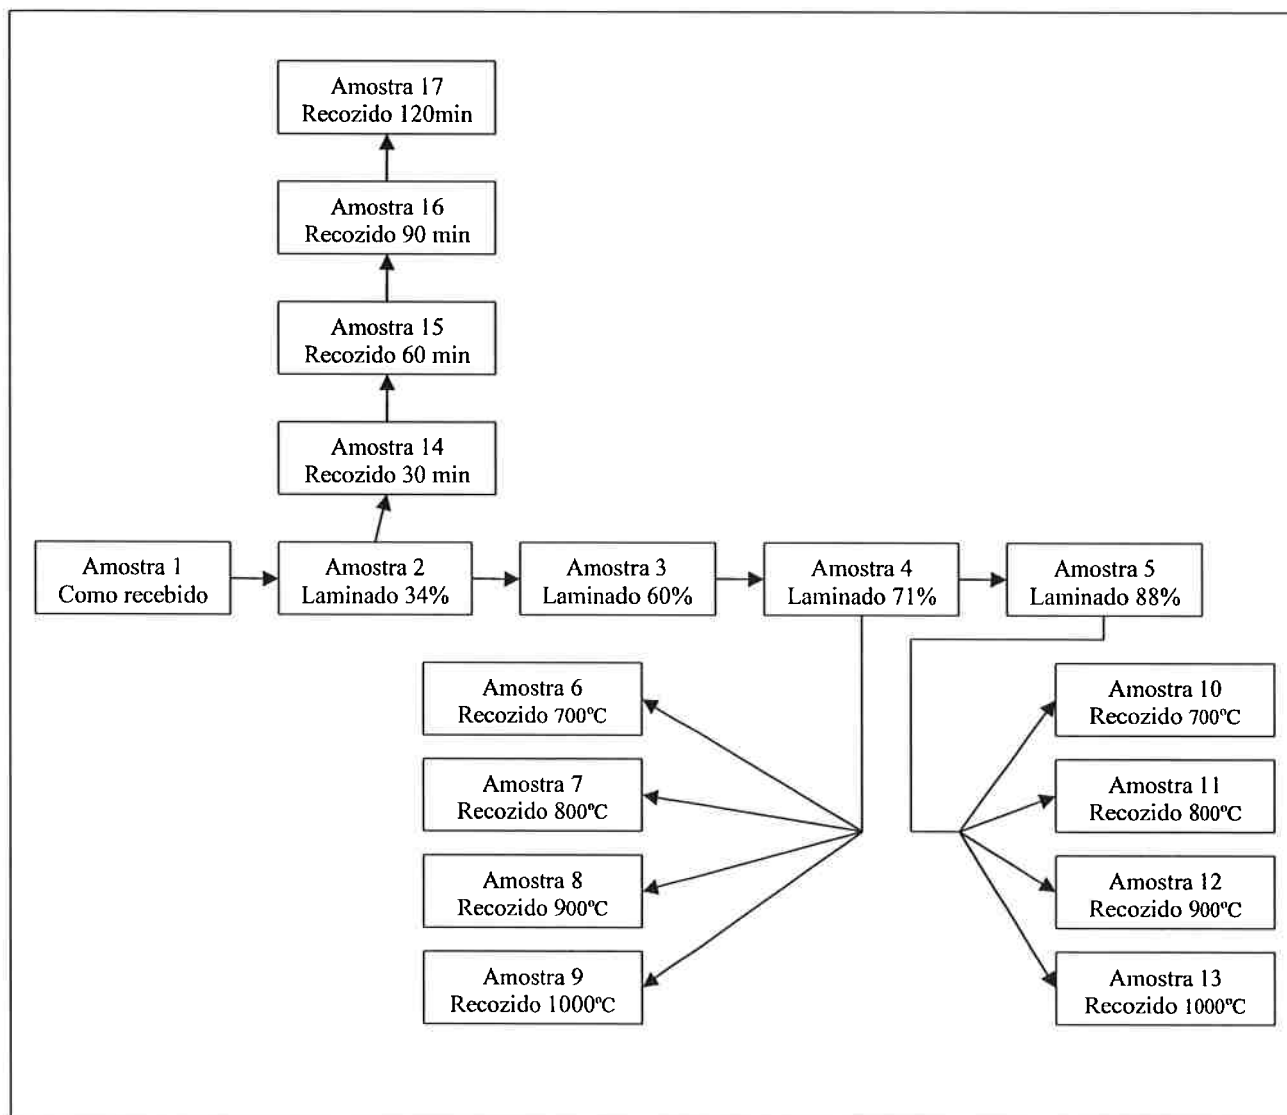 Amostra 17
Recozido 120min
Amostra 16
Recozido 90 min
Amostra 15
Recozido 60 min
Amostra 14
Recozido 30 min
Amostra 1
Como recebido
Amostra 2
Laminado 34%
Amostra 3
Laminado 60%
Amostra 4
Laminado 71%
Amostra 5
Laminado 88%
Amostra 6
Recozido 700ºC
Amostra 7
Recozido 800ºC
Amostra 8
Recozido 900ºC
Amostra 9
Recozido 1000ºC
Amostra 10
Recozido 700ºC
Amostra 11
Recozido 800ºC
Amostra 12
Recozido 900ºC
Amostra 13
Recozido 1000ºC